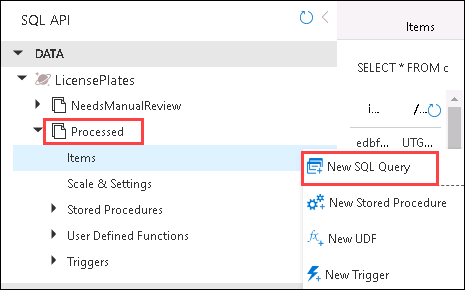 SQL API
Items
DATA
SELECT * FROM c
LicensePlates
NeedsManualReview
i...
/...
Processed
edbf...
UTG...
Items
New SQL Query
Scale & Settings
New Stored Procedure
Stored Procedures
User Defined Functions
New UDF
Triggers
New Trigger